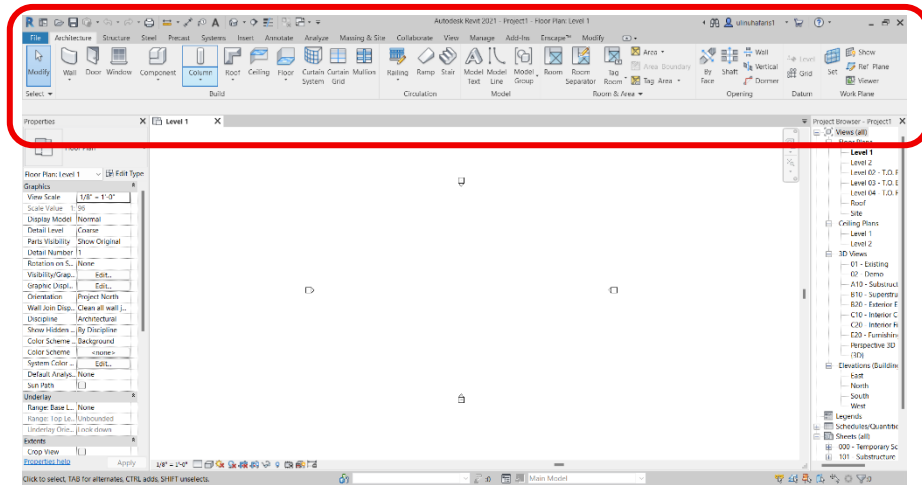 Autodesk Revit 2021 - Project1 - Floor Plan: Level 1
ulinuhafans1
File Architecture Structure Steel Precast Systems Insert Annotate Analyze Massing & Site Collaborate View Manage Add-Ins Enscape™ Modify
Modify Wall Door Window Component Column Roof Ceiling Floor Curtain System Curtain Grid Mullion Railing Ramp Stair Model Text Model Line Model Group Room Room Separator Tag Room Area Area Boundary Tag Area By Face Shaft Wall Vertical Dormer Level Grid Set Show Ref Plane Viewer
Select Build Circulation Model Room & Area Opening Datum Work Plane
Properties X
Level 1 X
Project Browser - Project1 X
Floor Plan
Floor Plan: Level 1 Edit Type
Graphics
View Scale 1/8" = 1'-0"
Scale Value 1: 96
Display Model Normal
Detail Level Coarse
Parts Visibility Show Original
Detail Number 1
Rotation on S... None
Visibility/Grap... Edit...
Graphic Displ... Edit...
Orientation Project North
Wall Join Disp... Clean all wall j...
Discipline Architectural
Show Hidden ... By Discipline
Color Scheme ... Background
Color Scheme <none>
System Color ... Edit...
Default Analys... None
Sun Path
Underlay
Range: Base L... None
Range: Top Le... Unbounded
Underlay Orie... Look down
Extents
Crop View
Properties help Apply
Views (all)
Floor Plans
Level 1
Level 2
Level 02 - T.O. F
Level 03 - T.O. E
Level 04 - T.O. F
Roof
Site
Ceiling Plans
Level 1
Level 2
3D Views
01 - Existing
02 - Demo
A10 - Substruct
B10 - Superstru
B20 - Exterior E
C10 - Interior C
C20 - Interior Fi
E20 - Furnishin
Perspective 3D
{3D}
Elevations (Building
East
North
South
West
Legends
Schedules/Quantitie
Sheets (all)
000 - Temporary Sc
101 - Substructure
1/8" = 1'-0"
Click to select, TAB for alternates, CTRL adds, SHIFT unselects.
:0
Main Model
:0